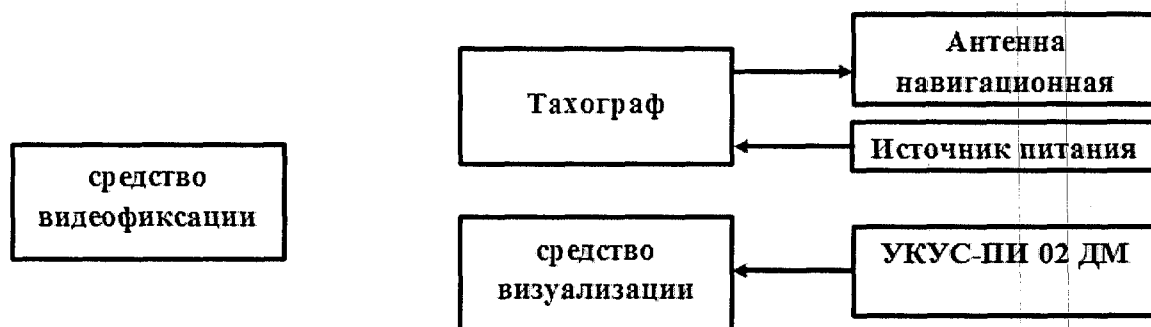 Антенна
навигационная
Тахограф
Источник питания
средство
видеофиксации
средство
визуализации
УКУС-ПИ 02 ДМ